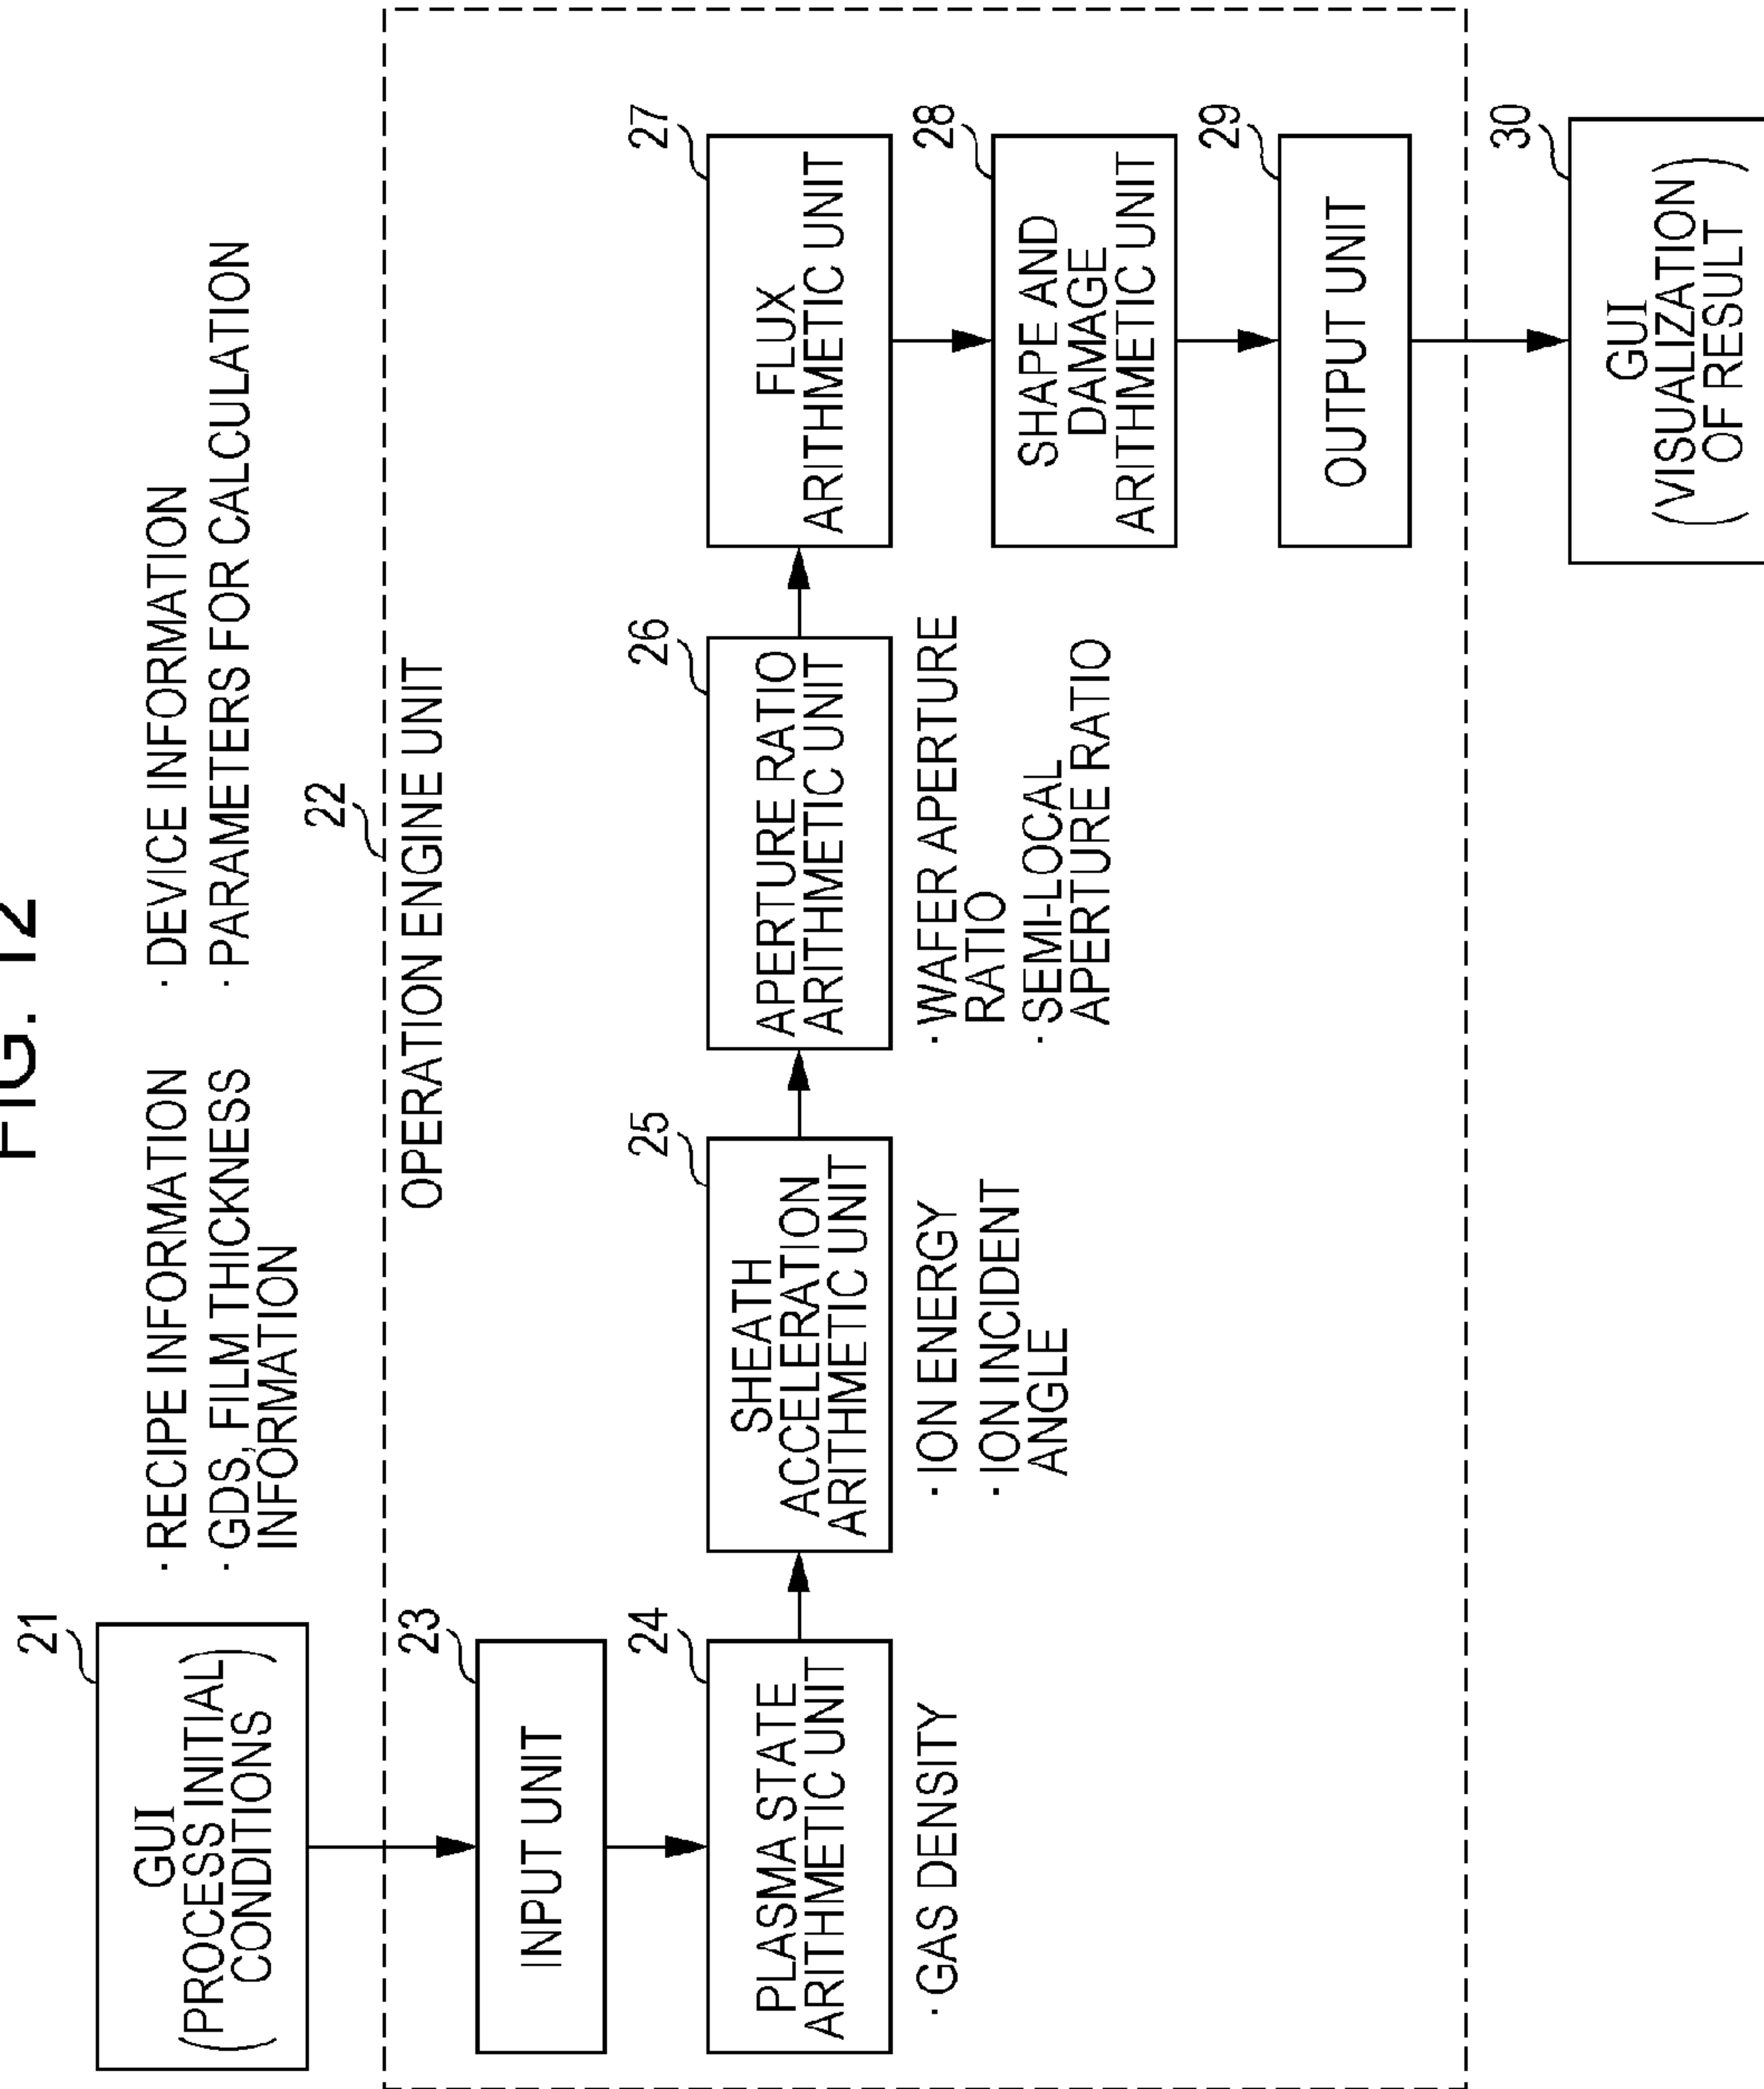 FIG. 12
21
GUI
(PROCESS INITIAL
CONDITIONS)
· RECIPE INFORMATION
· GDS, FILM THICKNESS
INFORMATION
· DEVICE INFORMATION
· PARAMETERS FOR CALCULATION
22
OPERATION ENGINE UNIT
23
INPUT UNIT
24
PLASMA STATE
ARITHMETIC UNIT
· GAS DENSITY
25
SHEATH
ACCELERATION
ARITHMETIC UNIT
· ION ENERGY
· ION INCIDENT
ANGLE
26
APERTURE RATIO
ARITHMETIC UNIT
· WAFER APERTURE
RATIO
· SEMI-LOCAL
APERTURE RATIO
27
FLUX
ARITHMETIC UNIT
28
SHAPE AND
DAMAGE
ARITHMETIC UNIT
29
OUTPUT UNIT
30
GUI
(VISUALIZATION
OF RESULT)